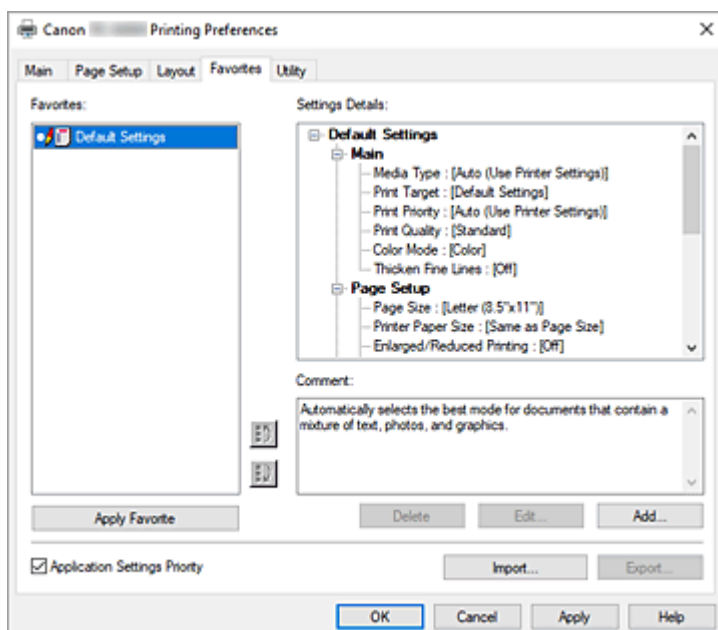 Canon Printing Preferences
Main Page Setup Layout Favorites Utility
Favorites:
Default Settings
Settings Details:
Default Settings
Main
Media Type : [Auto (Use Printer Settings)]
Print Target : [Default Settings]
Print Priority : [Auto (Use Printer Settings)]
Print Quality : [Standard]
Color Mode : [Color]
Thicken Fine Lines : [Off]
Page Setup
Page Size : [Letter (8.5"x11")]
Printer Paper Size : [Same as Page Size]
Enlarged/Reduced Printing : [Off]
Comment:
Automatically selects the best mode for documents that contain a
mixture of text, photos, and graphics.
Apply Favorite
Delete Edit... Add...
Application Settings Priority
Import... Export...
OK Cancel Apply Help